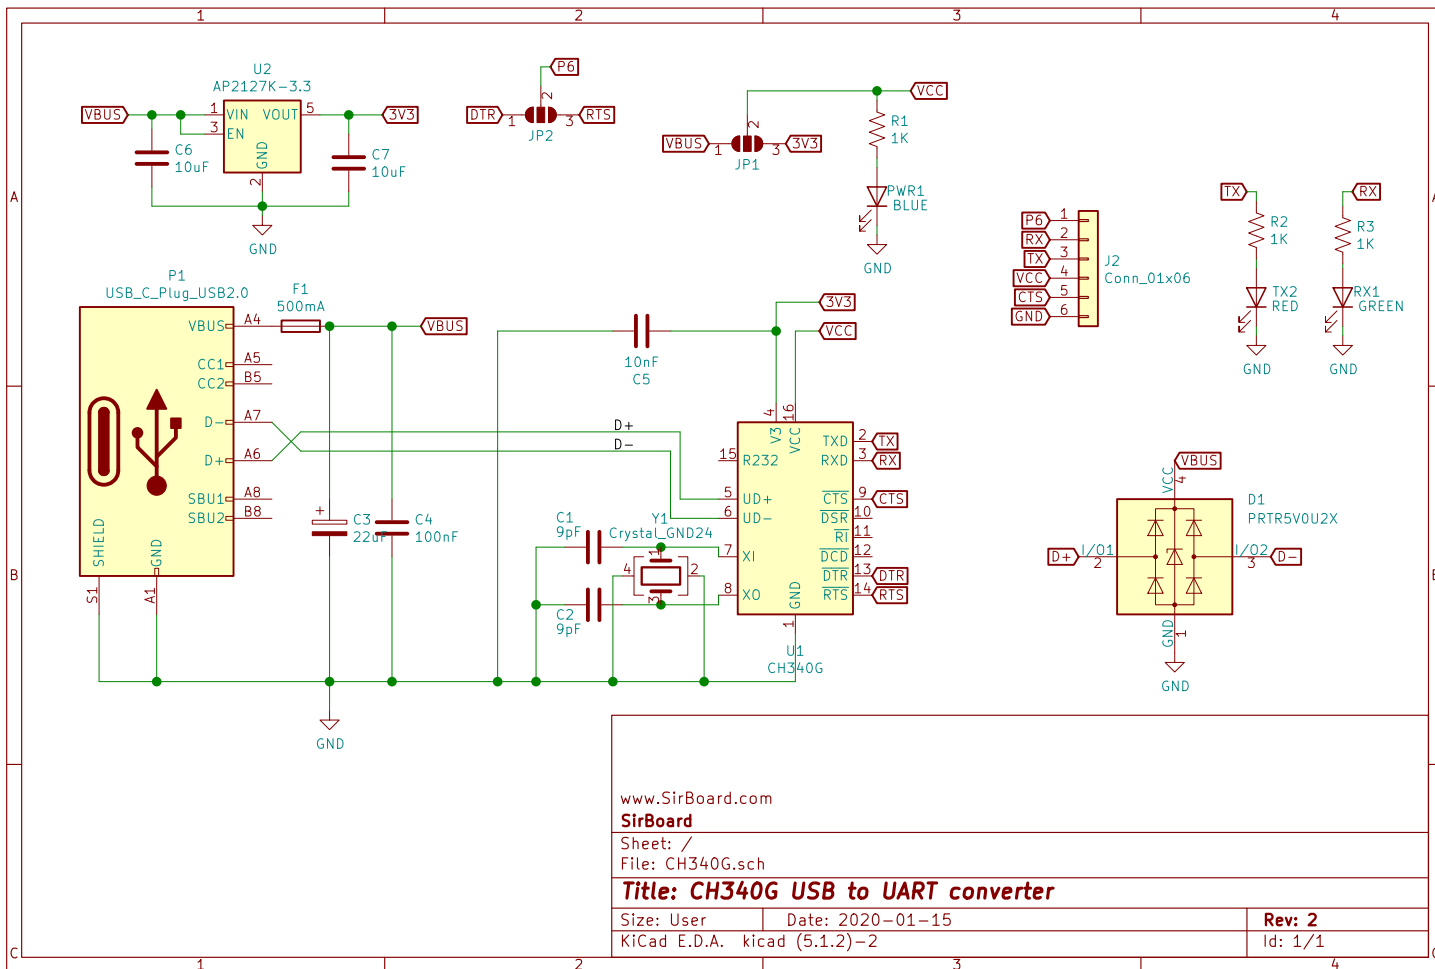 1 2 3 4
A
B
C
U2
AP2127K-3.3
VBUS 1 VIN VOUT 5 3V3
3 EN
GND
2
C6
10uF
C7
10uF
GND
P6
2
DTR 1 3 RTS
JP2
VCC
2
VBUS 1 3 3V3
JP1
R1
1K
PWR1
BLUE
GND
P6 1
RX 2
TX 3
VCC 4
CTS 5
GND 6
J2
Conn_01x06
TX
R2
1K
TX2
RED
GND
RX
R3
1K
RX1
GREEN
GND
P1
USB_C_Plug_USB2.0
VBUS A4
CC1 A5
CC2 B5
D- A7
D+ A6
SBU1 A8
SBU2 B8
SHIELD
GND
S1
A1
F1
500mA
VBUS
+
C3
22uF
C4
100nF
GND
D+
D-
3V3
VCC
10nF
C5
4
16
V3
VCC
15 R232
5 UD+
6 UD-
7 XI
8 XO
TXD 2 TX
RXD 3 RX
CTS 9 CTS
DSR 10
RI 11
DCD 12
DTR 13 DTR
RTS 14 RTS
GND
1
U1
CH340G
C1
9pF
C2
9pF
Y1
Crystal_GND24
1
4 2
3
VBUS
VCC
4
D1
PRTR5V0U2X
D+ I/O1 2
I/O2 3 D-
GND
1
GND
www.SirBoard.com
SirBoard
Sheet: /
File: CH340G.sch
Title: CH340G USB to UART converter
Size: User Date: 2020-01-15 Rev: 2
KiCad E.D.A. kicad (5.1.2)-2 Id: 1/1
1 2 3 4